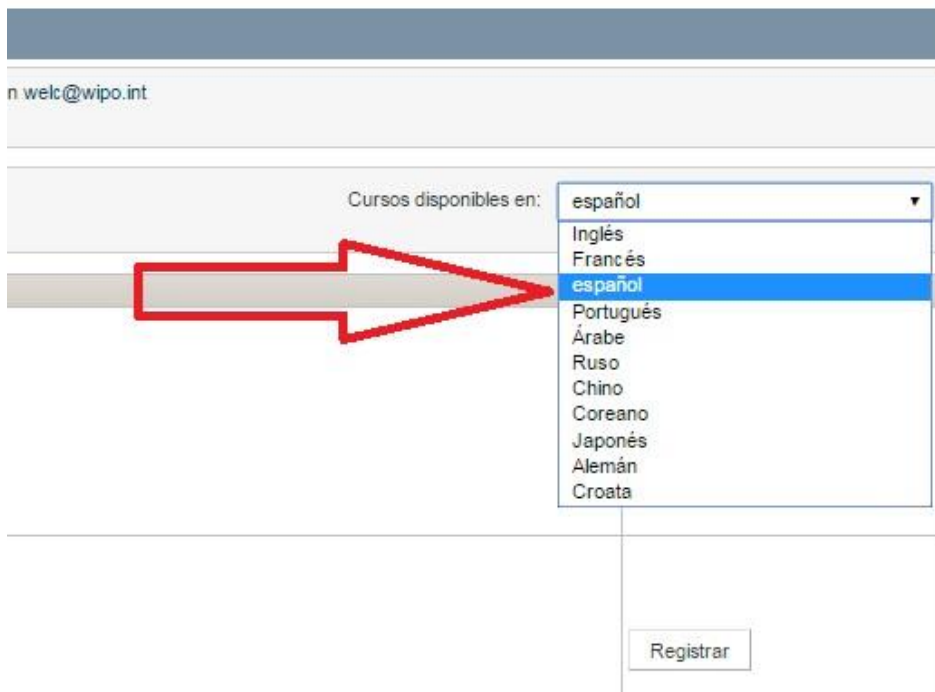 n welc@wipo.int
Cursos disponibles en: español
Inglés
Francés
español
Portugués
Árabe
Ruso
Chino
Coreano
Japonés
Alemán
Croata
Registrar